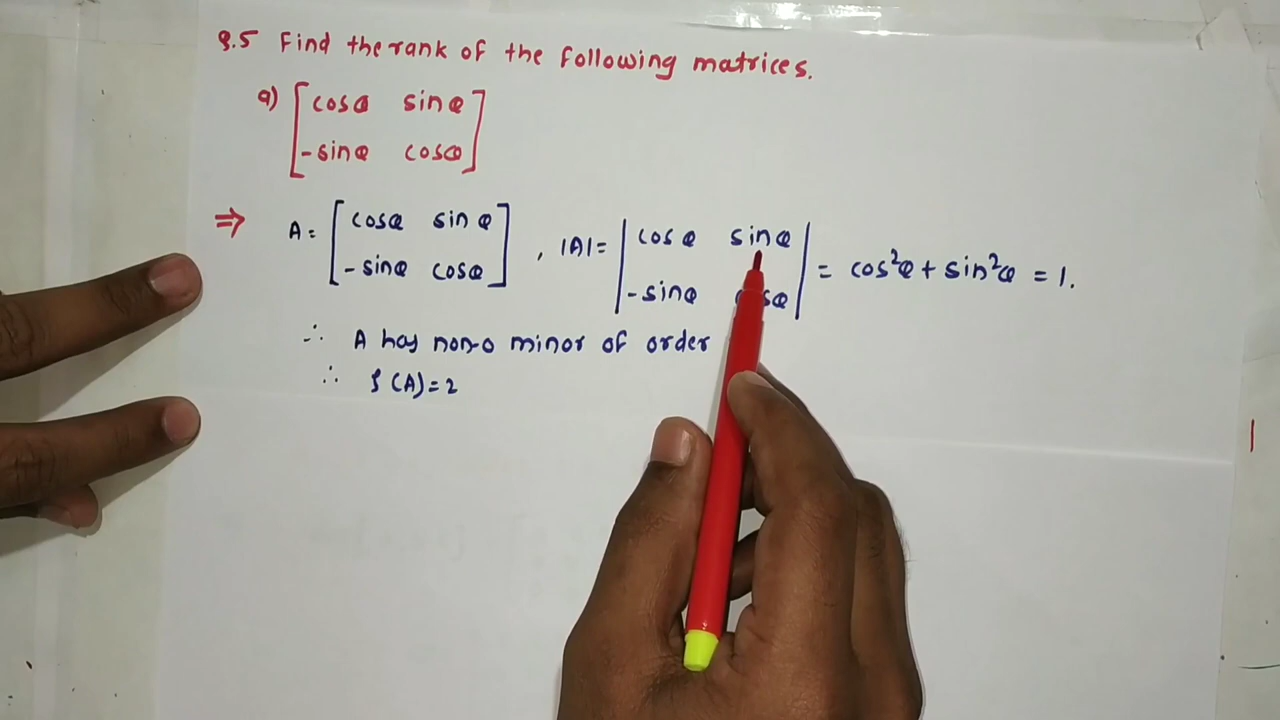 Q.5 Find the rank of the following matrices.
a) [cosθ sinθ
-sinθ cosθ]
⇒ A = [cosθ sinθ
-sinθ cosθ] , |A| = |cosθ sinθ
-sinθ cosθ| = cos²θ + sin²θ = 1.
∴ A has non-0 minor of order
∴ ρ(A) = 2